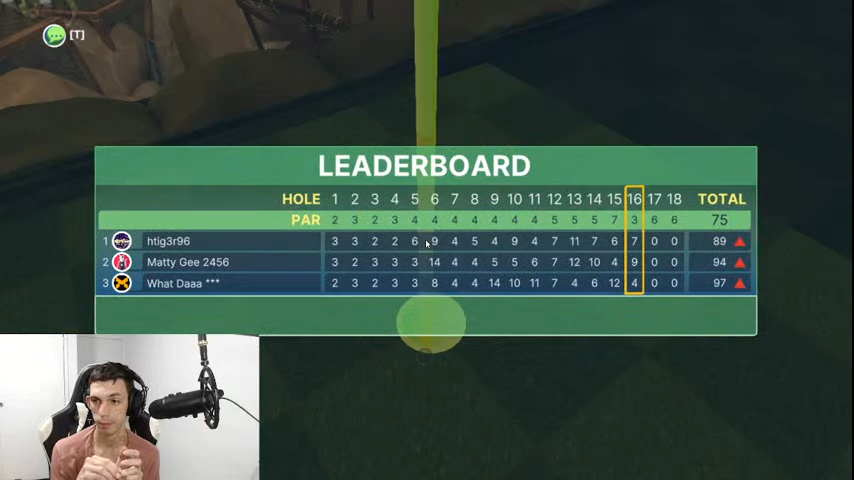 [T]
LEADERBOARD
HOLE 1 2 3 4 5 6 7 8 9 10 11 12 13 14 15 16 17 18 TOTAL
PAR 2 3 2 3 4 4 4 4 4 4 4 5 5 5 7 3 6 6 75
1 htig3r96 3 3 2 2 6 9 4 5 4 9 4 7 11 7 6 7 0 0 89
2 Matty Gee 2456 3 2 3 3 3 14 4 4 5 5 6 7 12 10 4 9 0 0 94
3 What Daaa *** 2 3 2 3 3 8 4 4 14 10 11 7 4 6 12 4 0 0 97